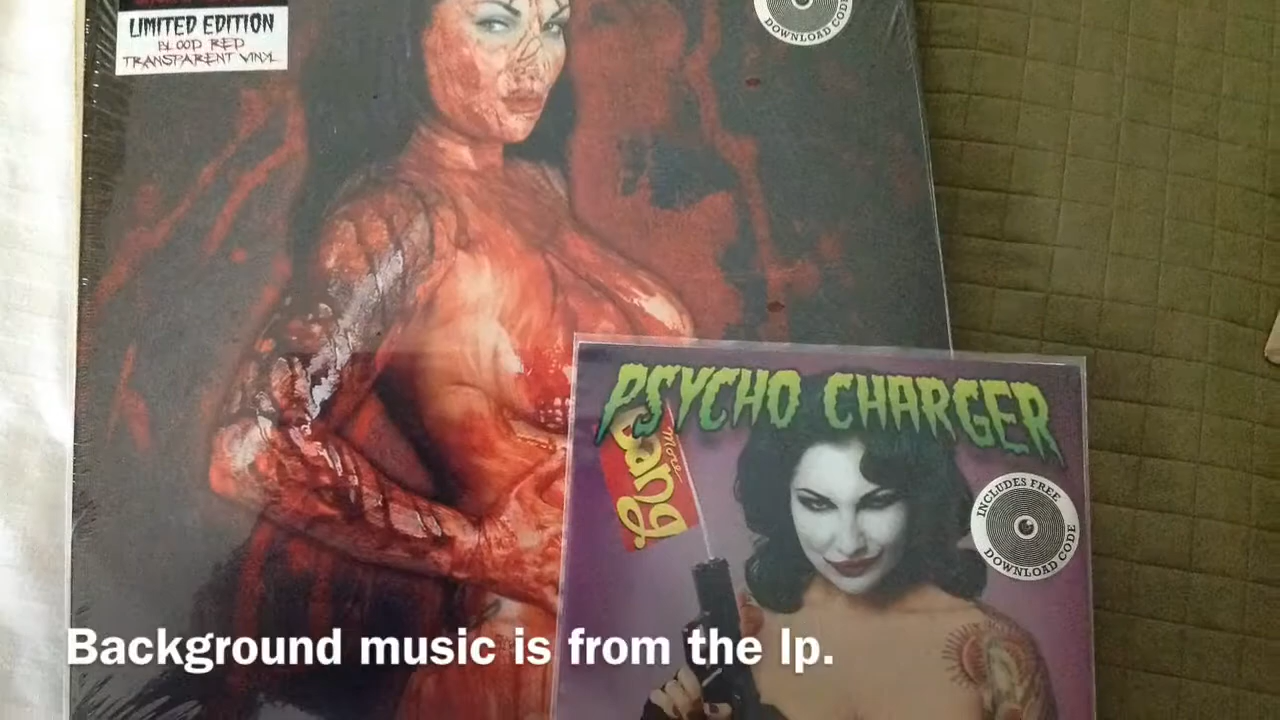 LIMITED EDITION
BLOOD RED
TRANSPARENT VINYL
DOWNLOAD CODE
PSYCHO CHARGER
Bang
INCLUDES FREE
DOWNLOAD CODE
Background music is from the lp.